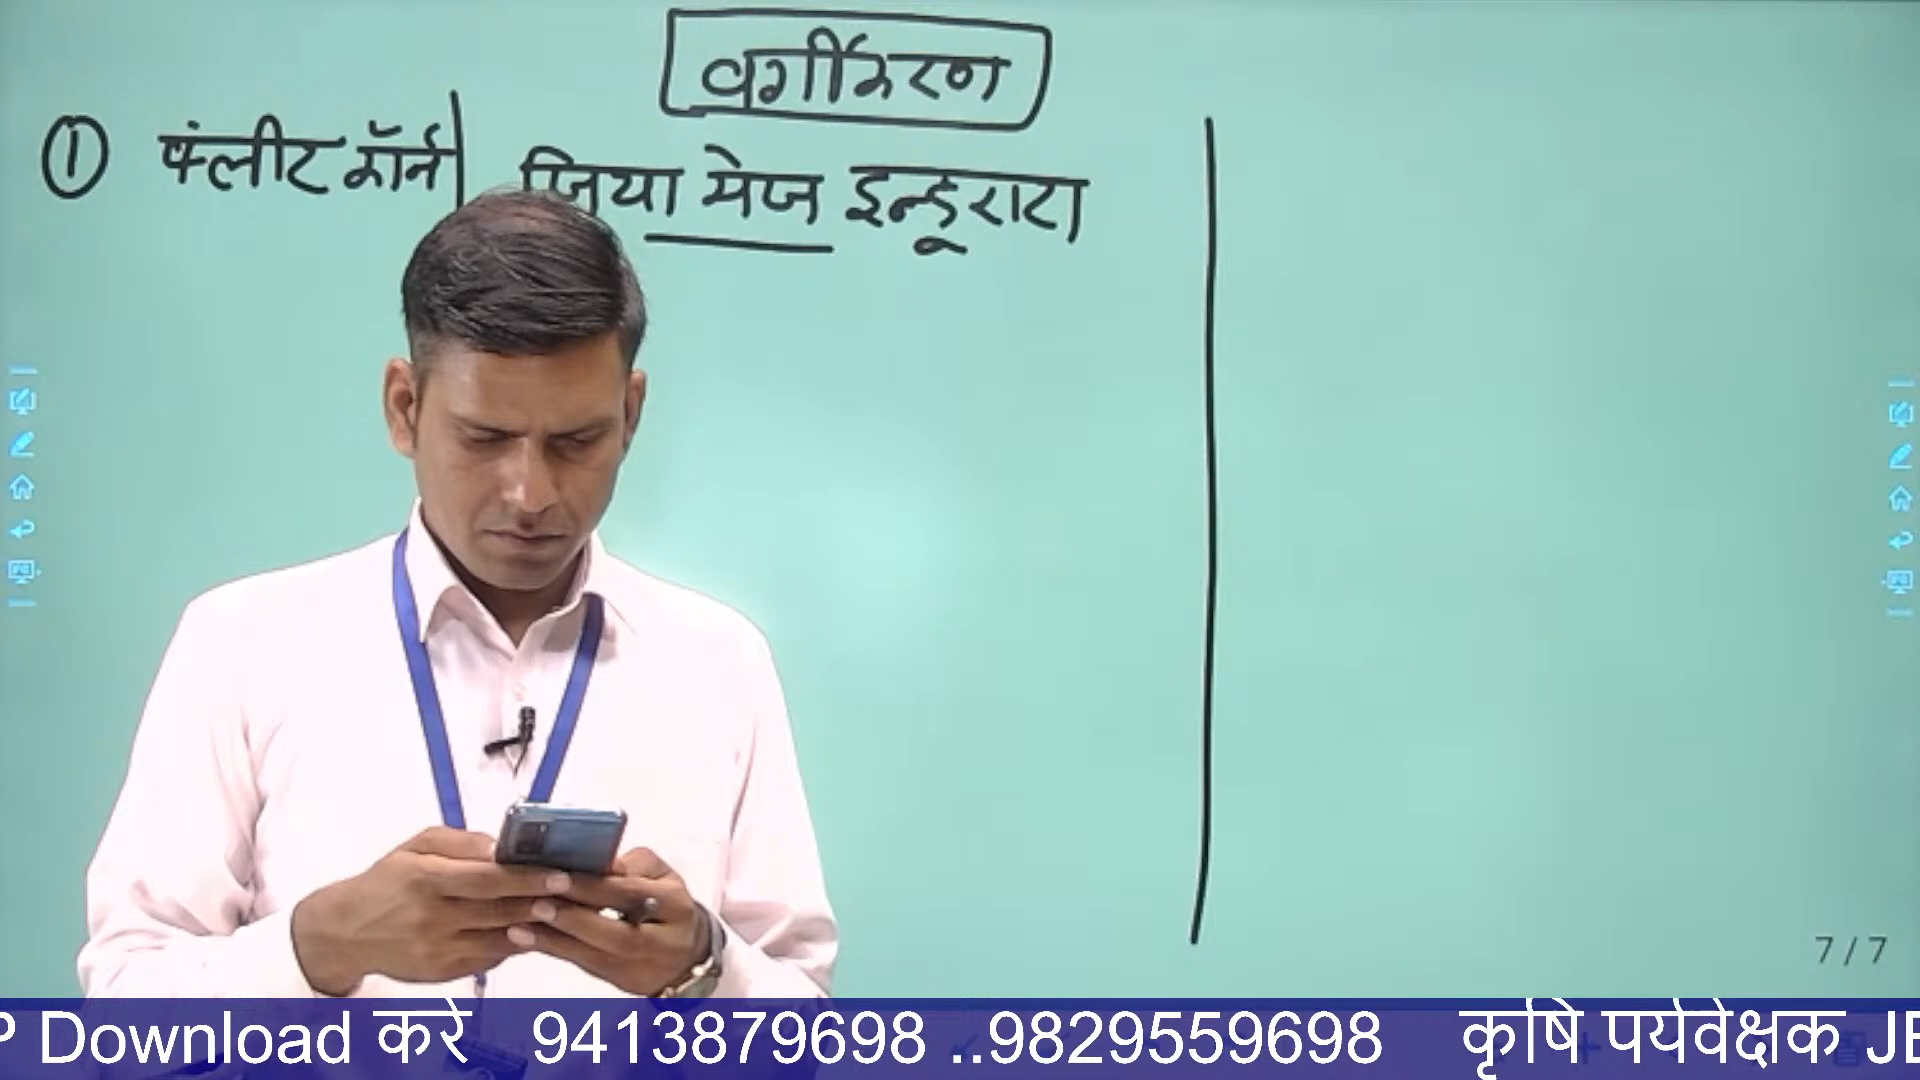 वर्गीकरण
① फ्लीट कॉर्न जिया मेज इन्डूराटा
7 / 7
P Download करे 9413879698 ..9829559698 कृषि पर्यवेक्षक JE